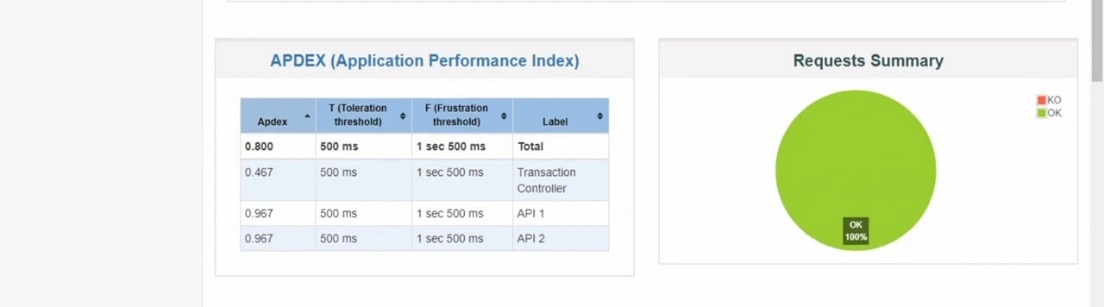 APDEX (Application Performance Index)
Apdex T (Toleration threshold) F (Frustration threshold) Label
0.800 500 ms 1 sec 500 ms Total
0.467 500 ms 1 sec 500 ms Transaction Controller
0.967 500 ms 1 sec 500 ms API 1
0.967 500 ms 1 sec 500 ms API 2
Requests Summary
KO
OK
OK
100%